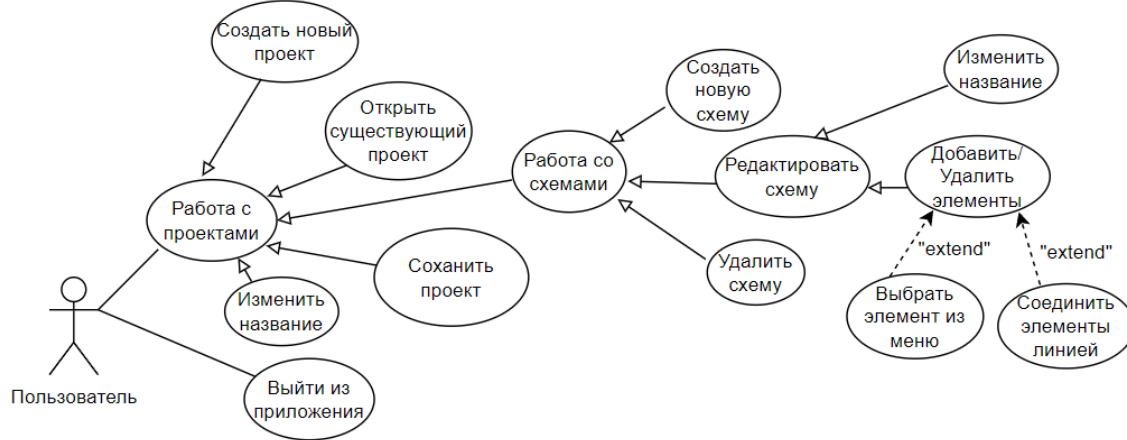 Создать новый
проект
Открыть
существующий
проект
Работа с
проектами
Соханить
проект
Изменить
название
Выйти из
приложения
Пользователь
Работа со
схемами
Создать
новую
схему
Редактировать
схему
Удалить
схему
Изменить
название
Добавить/
Удалить
элементы
"extend"
"extend"
Выбрать
элемент из
меню
Соединить
элементы
линией